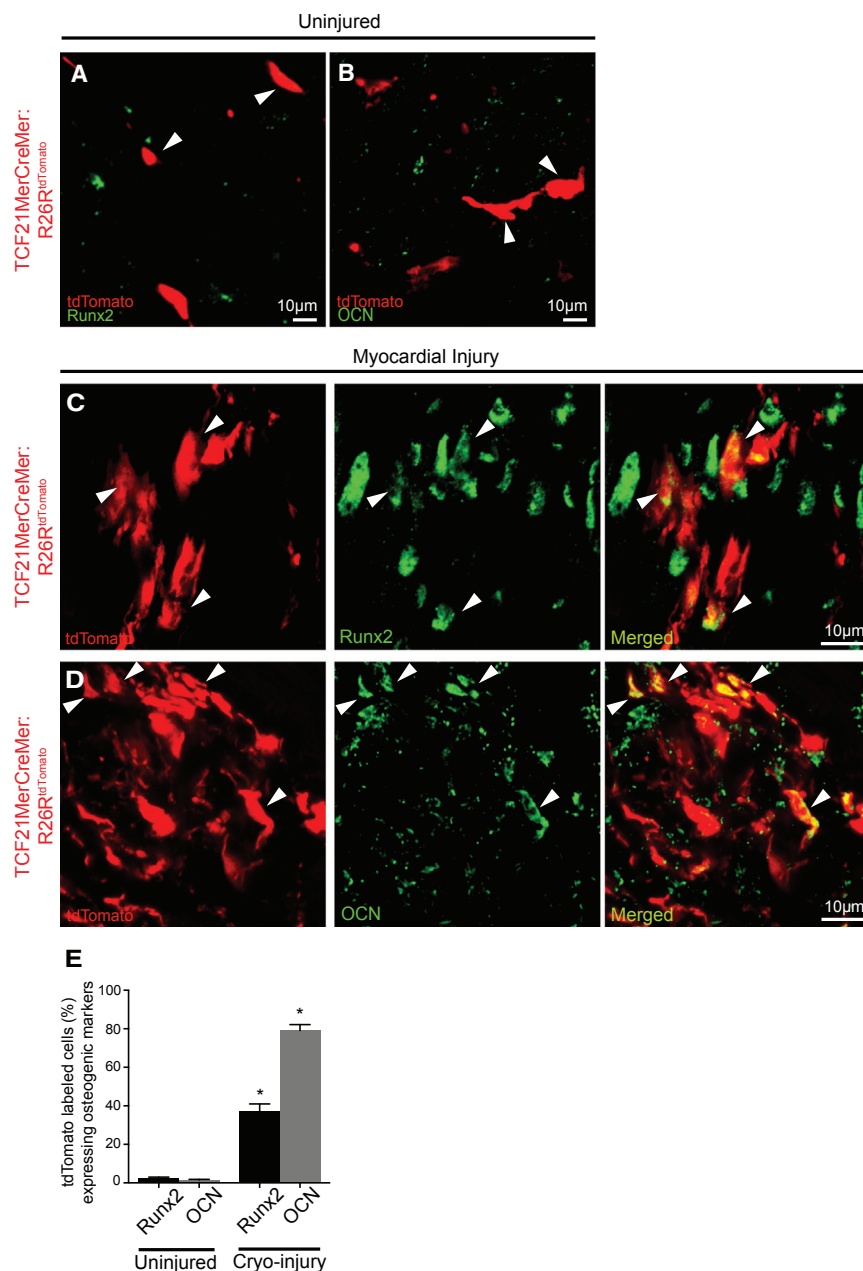 Uninjured
TCF21MerCreMer:
R26RtdTomato
A
tdTomato
Runx2
10μm
B
tdTomato
OCN
10μm
Myocardial Injury
TCF21MerCreMer:
R26RtdTomato
C
tdTomato
Runx2
Merged
10μm
TCF21MerCreMer:
R26RtdTomato
D
tdTomato
OCN
Merged
10μm
E
tdTomato labeled cells (%)
expressing osteogenic markers
100
80
60
40
20
0
*
*
Runx2
OCN
Runx2
OCN
Uninjured
Cryo-injury